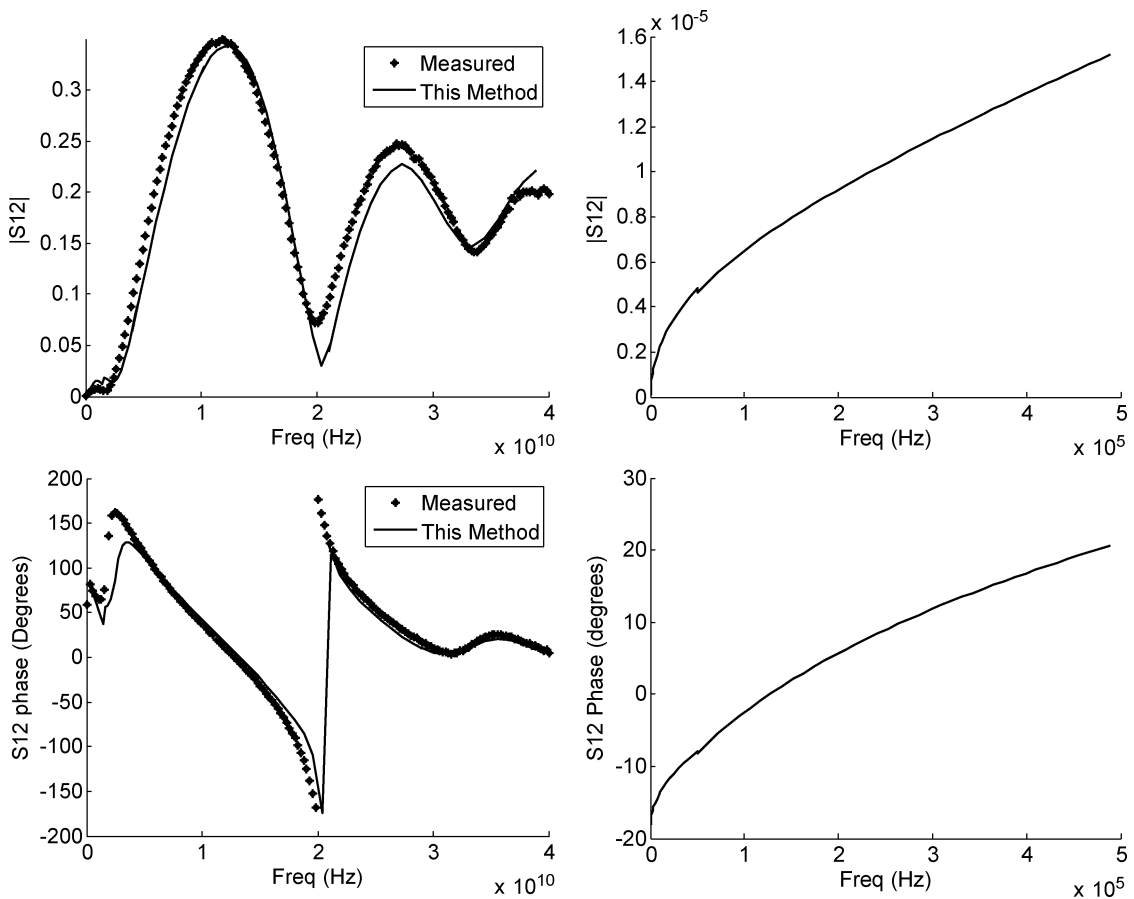 0.3
0.25
0.2
0.15
0.1
0.05
0
|S12|
0 1 2 3 4
Freq (Hz)
x 10^10
Measured
This Method
x 10^-5
1.6
1.4
1.2
1
0.8
0.6
0.4
0.2
0
|S12|
0 1 2 3 4 5
Freq (Hz)
x 10^5
200
150
100
50
0
-50
-100
-150
-200
S12 phase (Degrees)
0 1 2 3 4
Freq (Hz)
x 10^10
Measured
This Method
30
20
10
0
-10
-20
S12 Phase (degrees)
0 1 2 3 4 5
Freq (Hz)
x 10^5